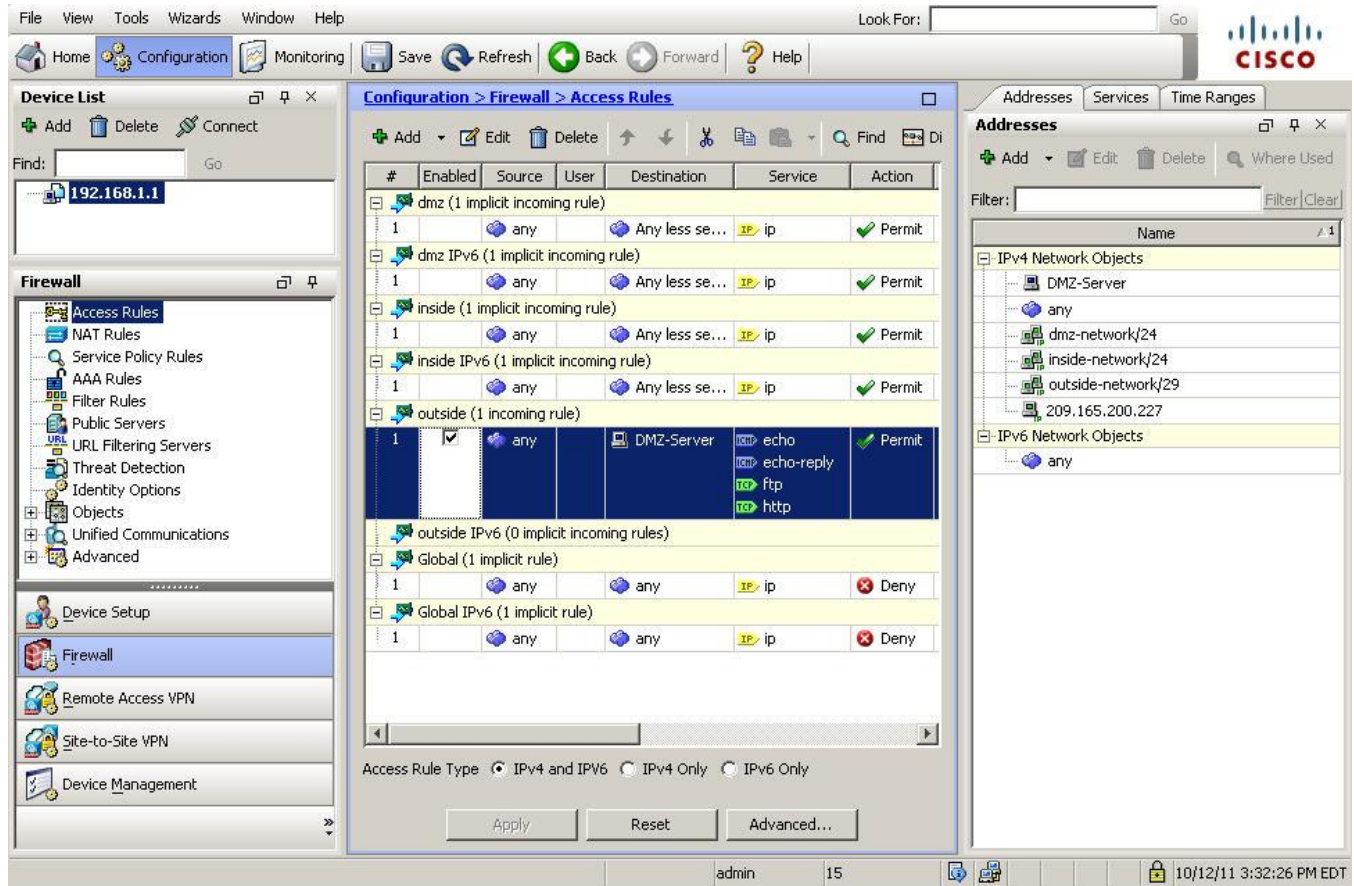 File View Tools Wizards Window Help Look For: Go
Home Configuration Monitoring Save Refresh Back Forward Help
CISCO
Device List
Add Delete Connect
Find: Go
192.168.1.1
Firewall
Access Rules
NAT Rules
Service Policy Rules
AAA Rules
Filter Rules
Public Servers
URL Filtering Servers
Threat Detection
Identity Options
Objects
Unified Communications
Advanced
Device Setup
Firewall
Remote Access VPN
Site-to-Site VPN
Device Management
Configuration > Firewall > Access Rules
Add Edit Delete Find Di
# Enabled Source User Destination Service Action
dmz (1 implicit incoming rule)
1 any Any less se... IP ip Permit
dmz IPv6 (1 implicit incoming rule)
1 any Any less se... IP ip Permit
inside (1 implicit incoming rule)
1 any Any less se... IP ip Permit
inside IPv6 (1 implicit incoming rule)
1 any Any less se... IP ip Permit
outside (1 incoming rule)
1 any DMZ-Server ICMP echo Permit
ICMP echo-reply
TCP ftp
TCP http
outside IPv6 (0 implicit incoming rules)
Global (1 implicit rule)
1 any any IP ip Deny
Global IPv6 (1 implicit rule)
1 any any IP ip Deny
Access Rule Type IPv4 and IPV6 IPv4 Only IPv6 Only
Apply Reset Advanced...
Addresses Services Time Ranges
Addresses
Add Edit Delete Where Used
Filter: Filter Clear
Name 1
IPv4 Network Objects
DMZ-Server
any
dmz-network/24
inside-network/24
outside-network/29
209.165.200.227
IPv6 Network Objects
any
admin 15 10/12/11 3:32:26 PM EDT